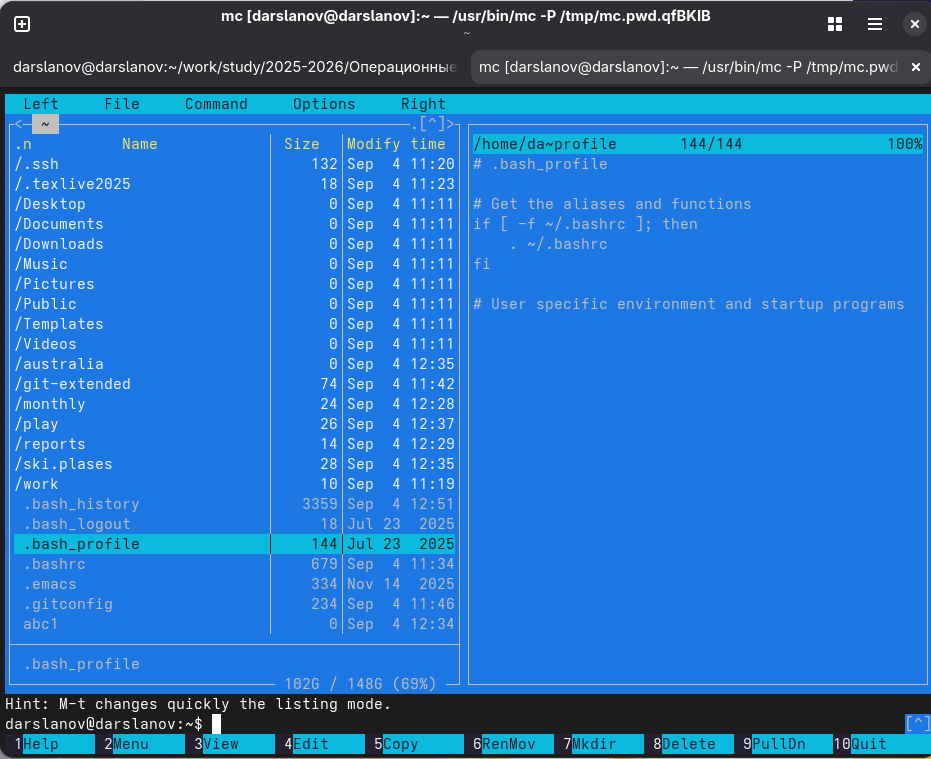 mc [darslanov@darslanov]:~ — /usr/bin/mc -P /tmp/mc.pwd.qfBKIB
~
darslanov@darslanov:~/work/study/2025-2026/Операционные
mc [darslanov@darslanov]:~ — /usr/bin/mc -P /tmp/mc.pwd
Left File Command Options Right
<— ~ .[^]>
.n Name Size Modify time
/.ssh 132 Sep 4 11:20
/.texlive2025 18 Sep 4 11:23
/Desktop 0 Sep 4 11:11
/Documents 0 Sep 4 11:11
/Downloads 0 Sep 4 11:11
/Music 0 Sep 4 11:11
/Pictures 0 Sep 4 11:11
/Public 0 Sep 4 11:11
/Templates 0 Sep 4 11:11
/Videos 0 Sep 4 11:11
/australia 0 Sep 4 12:35
/git-extended 74 Sep 4 11:42
/monthly 24 Sep 4 12:28
/play 26 Sep 4 12:37
/reports 14 Sep 4 12:29
/ski.plases 28 Sep 4 12:35
/work 10 Sep 4 11:19
.bash_history 3359 Sep 4 12:51
.bash_logout 18 Jul 23 2025
.bash_profile 144 Jul 23 2025
.bashrc 679 Sep 4 11:34
.emacs 334 Nov 14 2025
.gitconfig 234 Sep 4 11:46
abc1 0 Sep 4 12:34
.bash_profile
102G / 148G (69%)
/home/da~profile 144/144 100%
# .bash_profile
# Get the aliases and functions
if [ -f ~/.bashrc ]; then
. ~/.bashrc
fi
# User specific environment and startup programs
Hint: M-t changes quickly the listing mode.
darslanov@darslanov:~$ [^]
1Help 2Menu 3View 4Edit 5Copy 6RenMov 7Mkdir 8Delete 9PullDn 10Quit